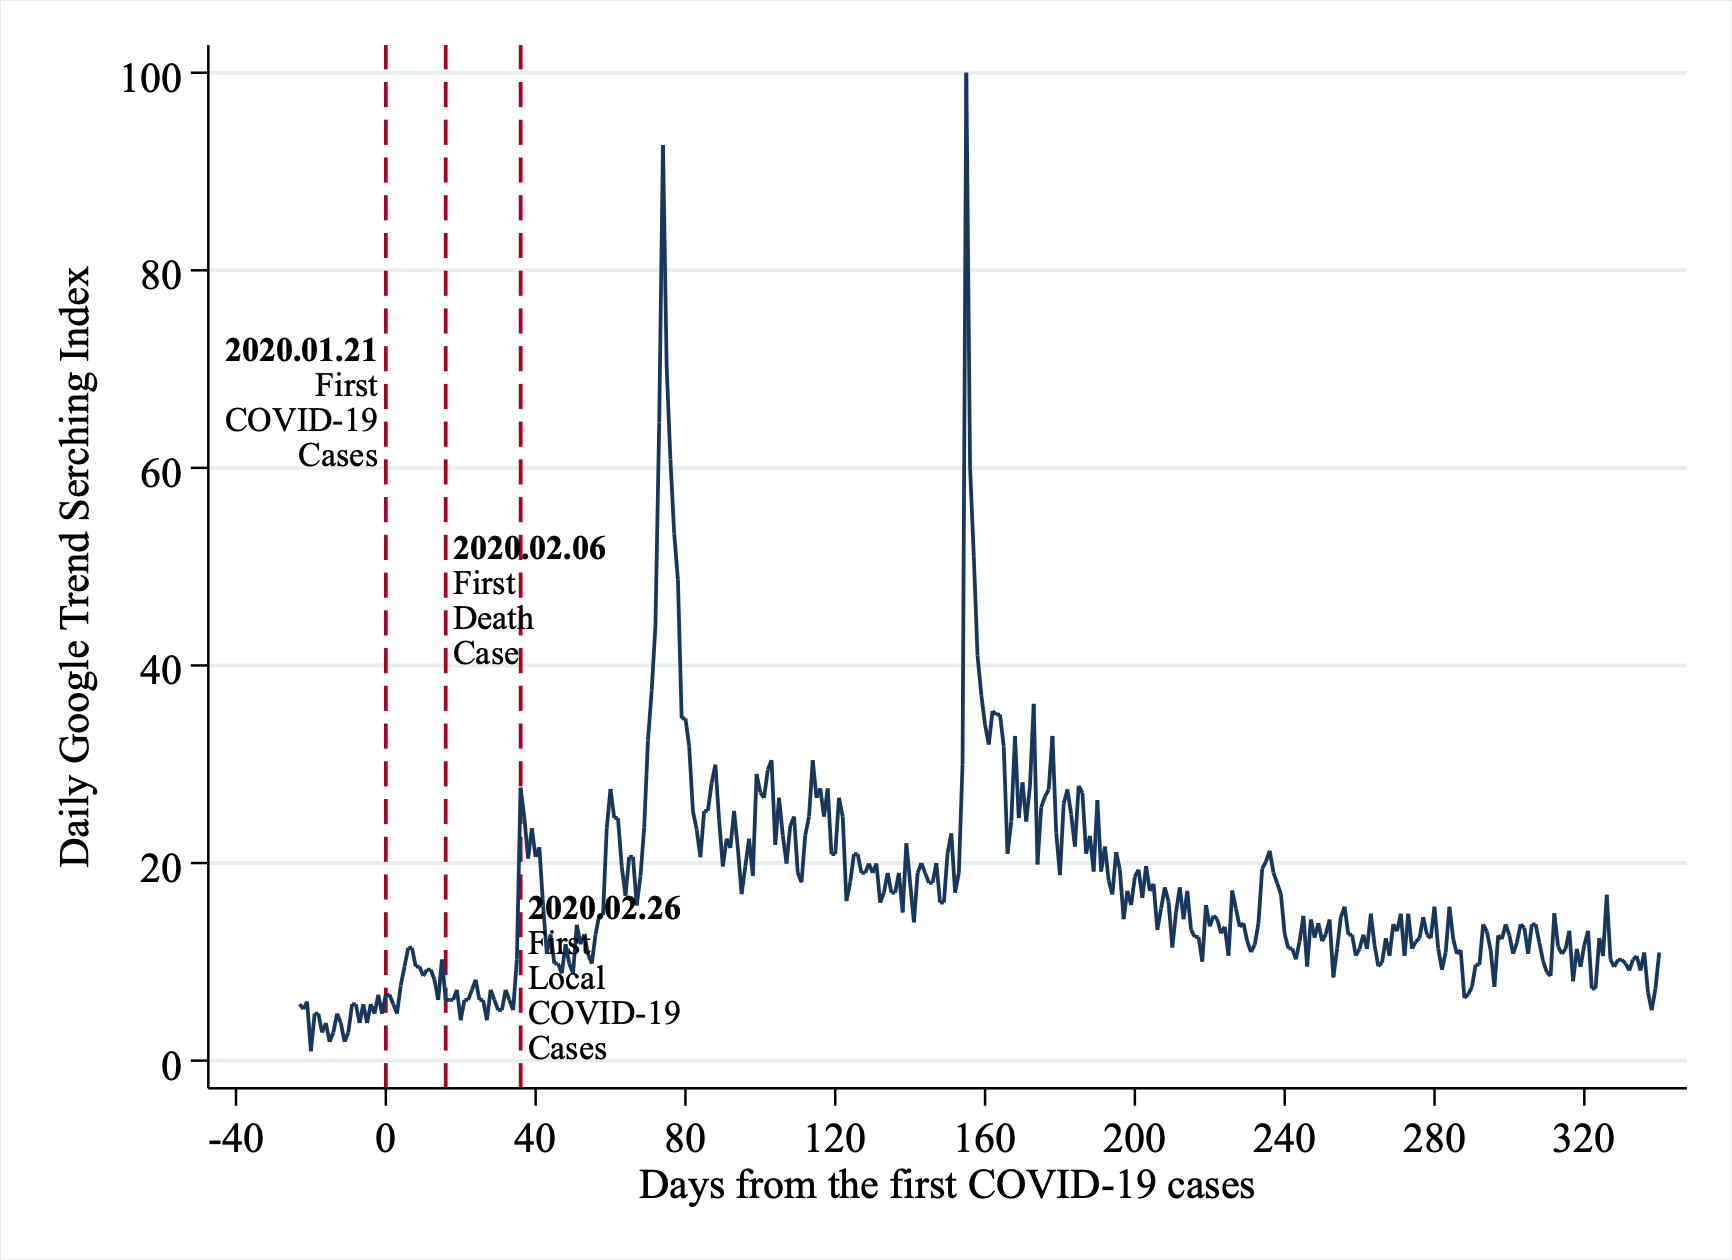 Daily Google Trend Serching Index
100
80
60
40
20
0
2020.01.21
First
COVID-19
Cases
2020.02.06
First
Death
Case
2020.02.26
First
Local
COVID-19
Cases
-40 0 40 80 120 160 200 240 280 320
Days from the first COVID-19 cases